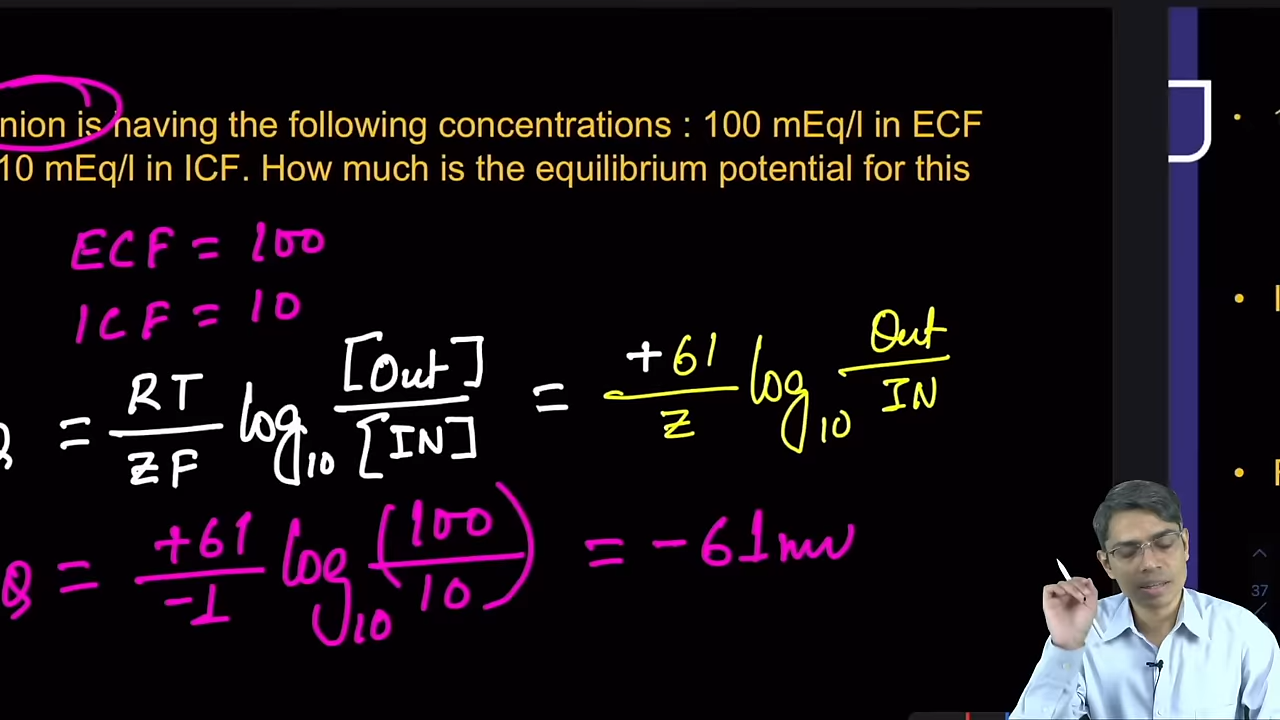 nion is having the following concentrations : 100 mEq/l in ECF
10 mEq/l in ICF. How much is the equilibrium potential for this
ECF = 100
ICF = 10
= RT/ZF log10 [Out]/[IN] = +61/Z log10 Out/IN
= +61/-1 log10 (100/10) = -61mv
37